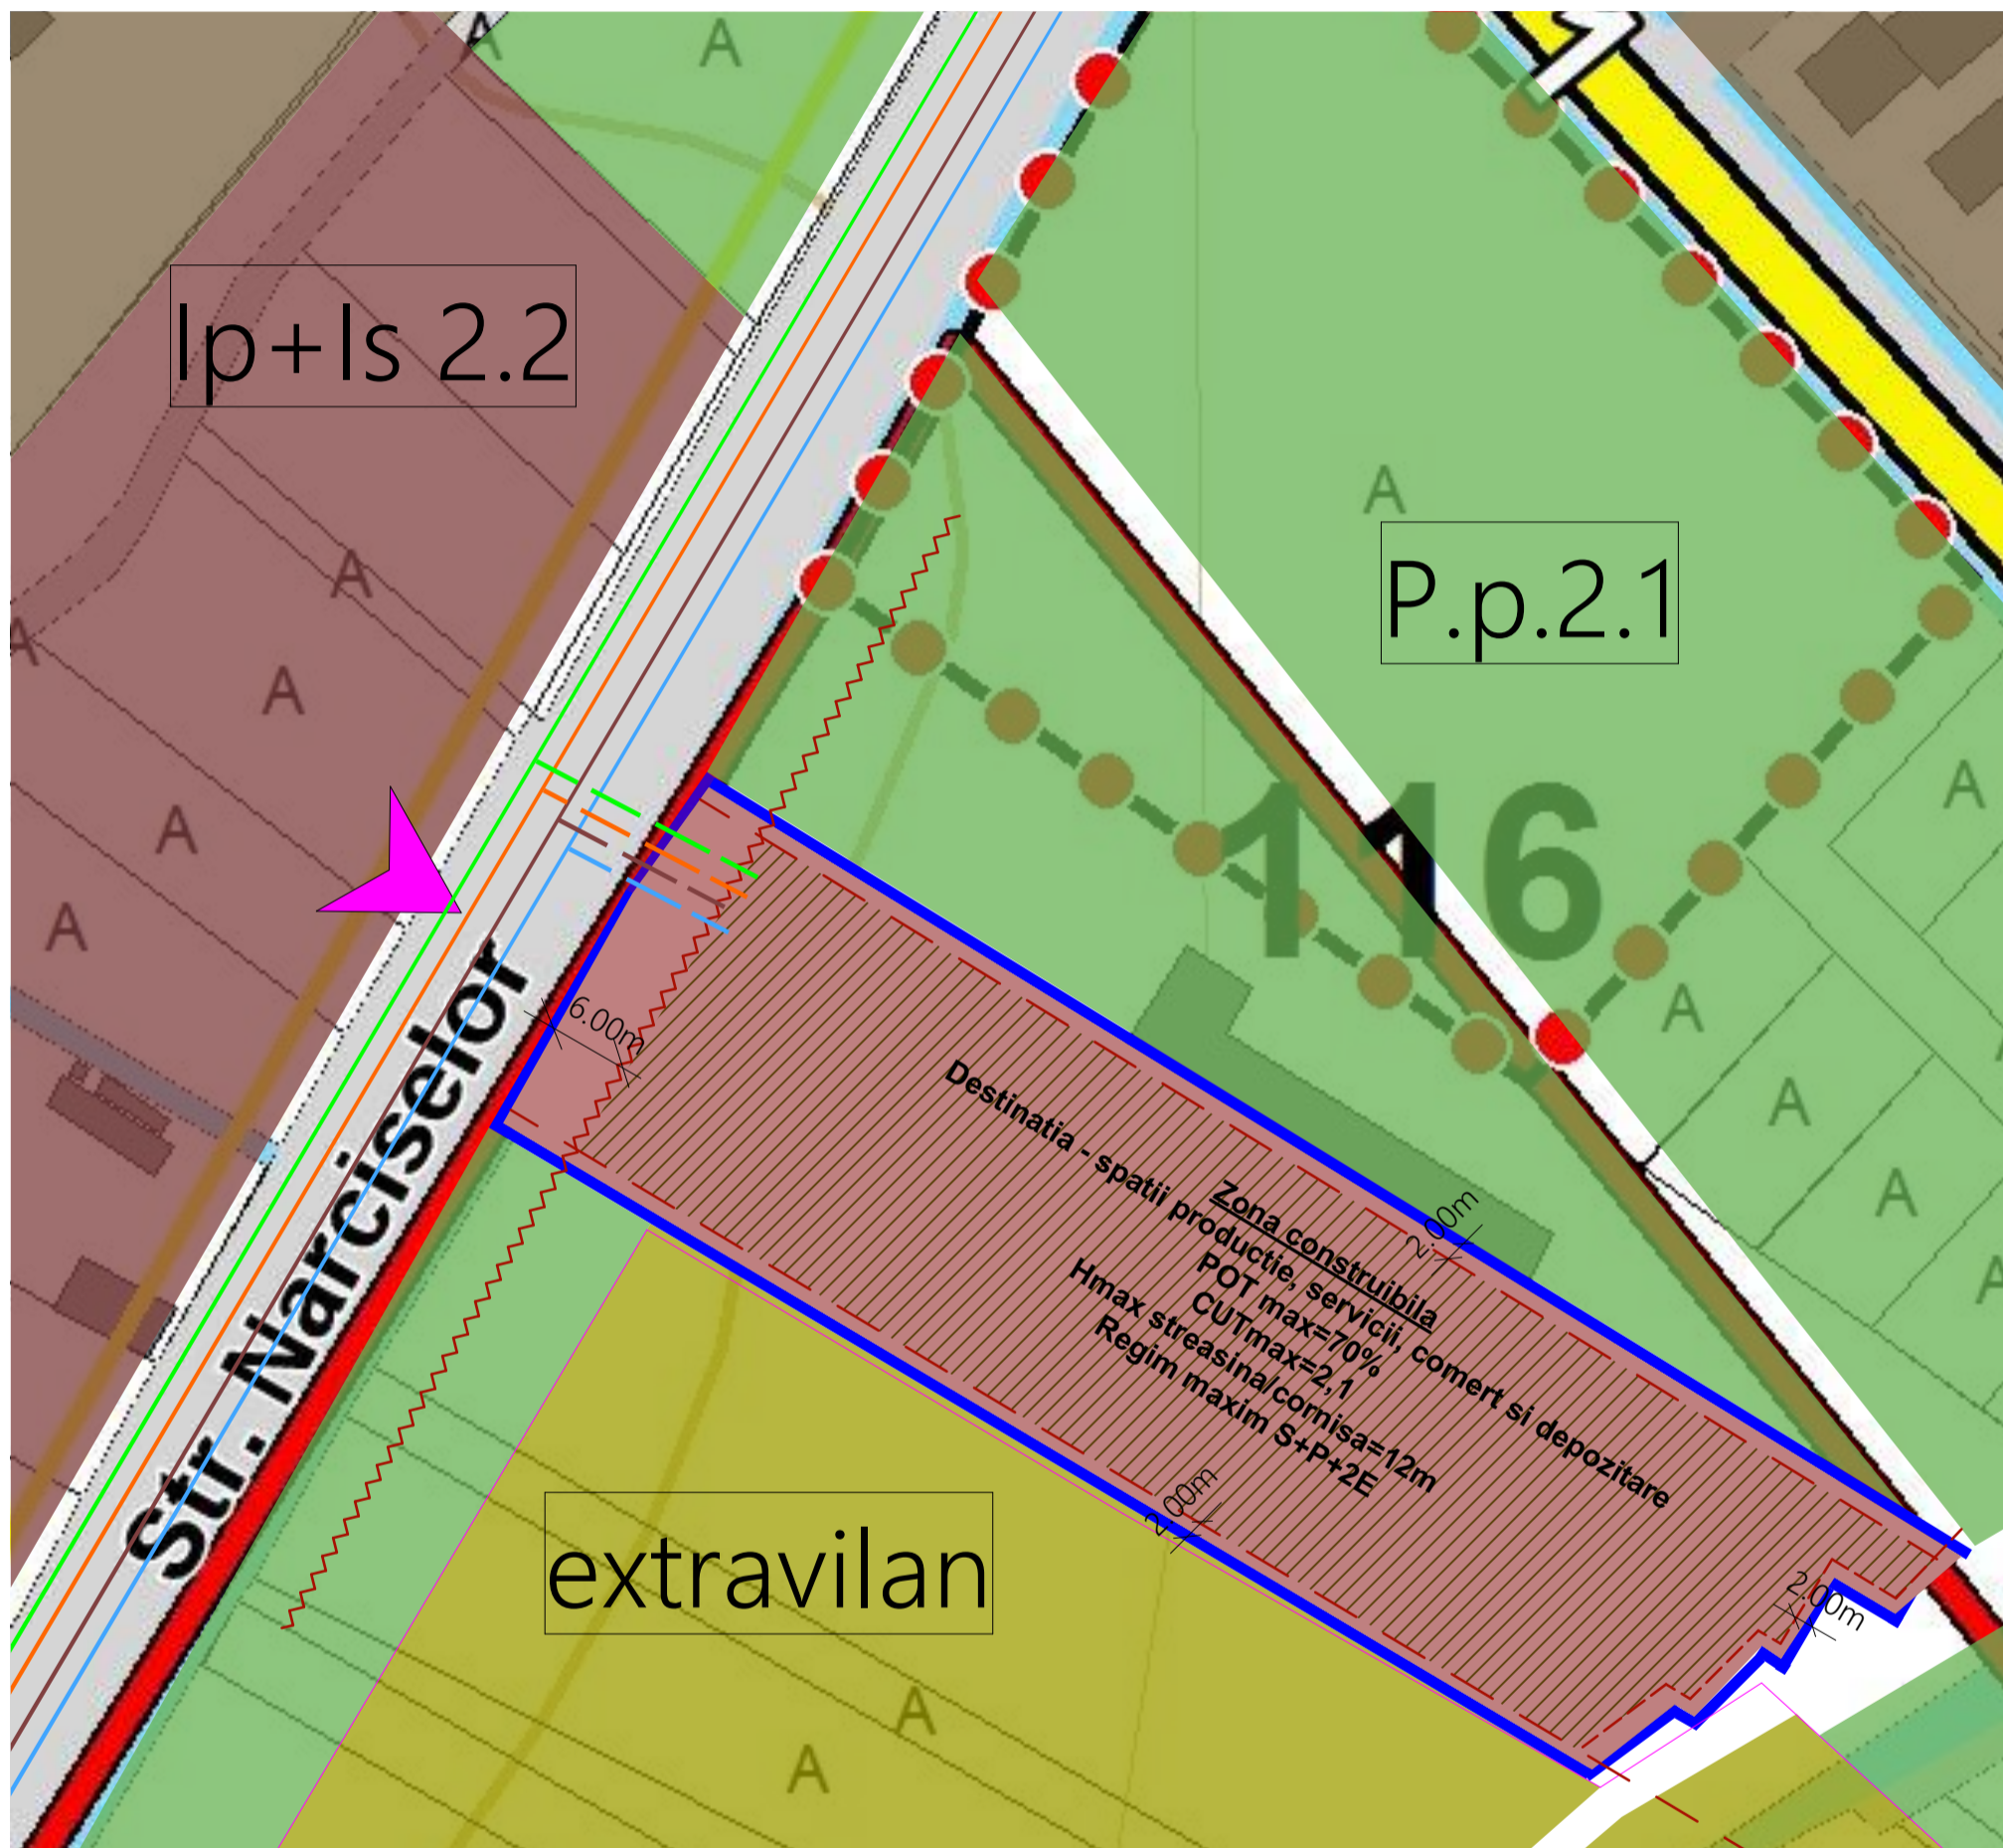 1
A
A
Ip+Is 2.2
A
P.p.2.1
A
A
A
A
A
A
116
A
A
6.00m
Str. Narciselor
A
A
A
2.00m
Zona construibila
Destinatia - spatii productie, servicii, comert si depozitare
POT max=70%
CUTmax=2,1
Hmax streasina/cornisa=12m
Regim maxim S+P+2E
2.00m
2.00m
extravilan
A
A